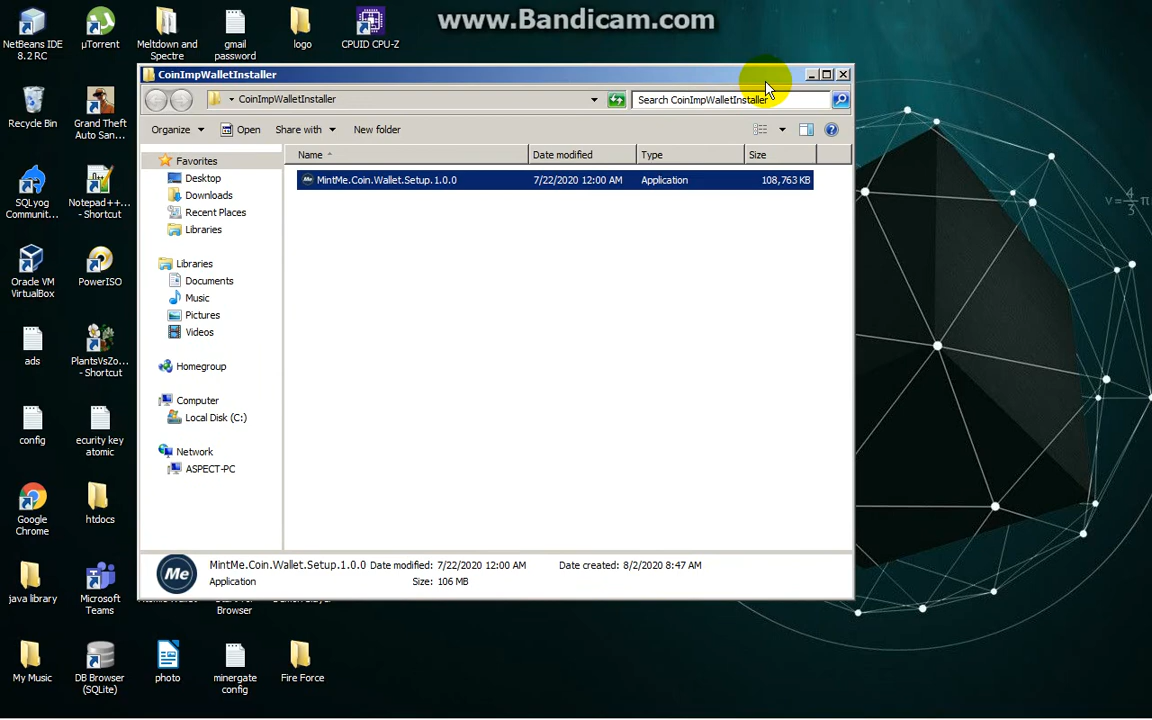 www.Bandicam.com
NetBeans IDE
8.2 RC
µTorrent
Meltdown and
Spectre
gmail
password
logo
CPUID CPU-Z
Recycle Bin
Grand Theft
Auto San...
SQLyog
Communit...
Notepad++...
- Shortcut
Oracle VM
VirtualBox
PowerISO
ads
PlantsVsZo...
- Shortcut
config
ecurity key
atomic
Google
Chrome
htdocs
java library
Microsoft
Teams
Browser
My Music
DB Browser
(SQLite)
photo
minergate
config
Fire Force
CoinImpWalletInstaller
CoinImpWalletInstaller
Search CoinImpWalletInstaller
Organize
Open
Share with
New folder
Name
Date modified
Type
Size
Me MintMe.Coin.Wallet.Setup.1.0.0 7/22/2020 12:00 AM Application 108,763 KB
Favorites
Desktop
Downloads
Recent Places
Libraries
Libraries
Documents
Music
Pictures
Videos
Homegroup
Computer
Local Disk (C:)
Network
ASPECT-PC
Me
MintMe.Coin.Wallet.Setup.1.0.0 Date modified: 7/22/2020 12:00 AM Date created: 8/2/2020 8:47 AM
Application Size: 106 MB
V=4/3π